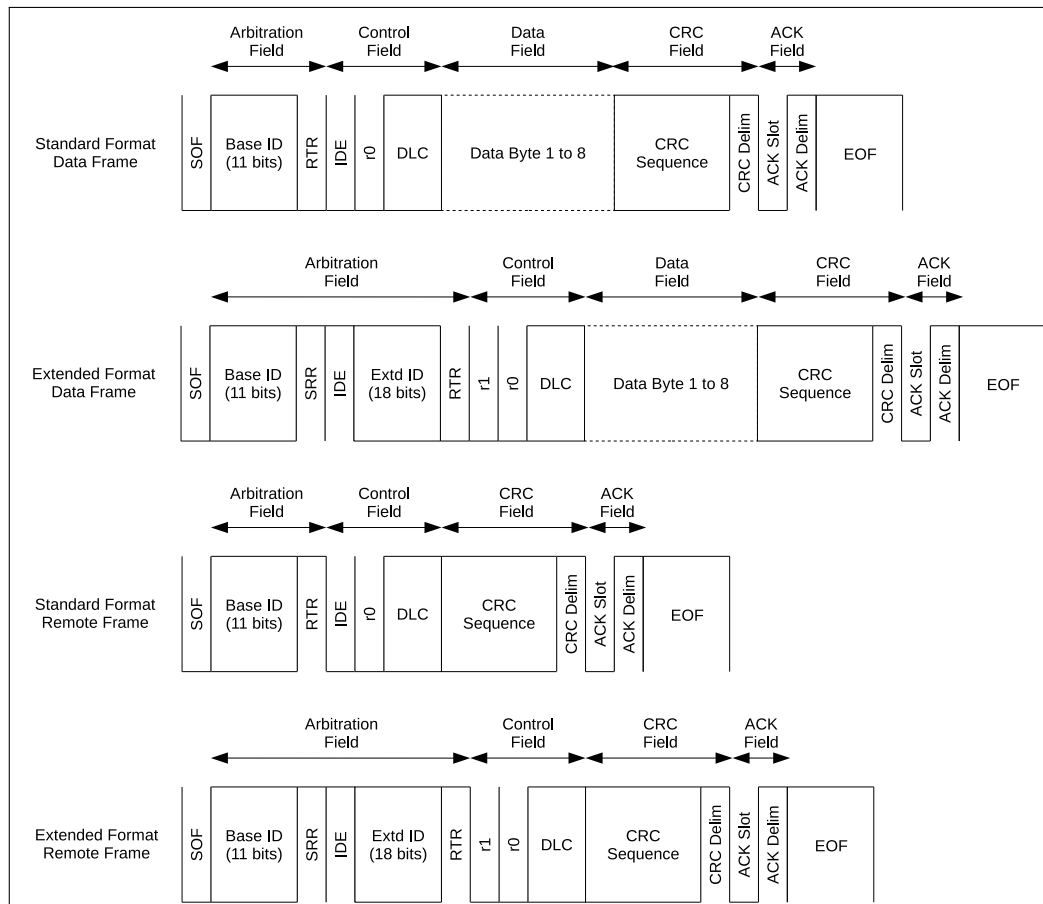 Arbitration Field
Control Field
Data Field
CRC Field
ACK Field
Standard Format Data Frame
SOF
Base ID (11 bits)
RTR
IDE
r0
DLC
Data Byte 1 to 8
CRC Sequence
CRC Delim
ACK Slot
ACK Delim
EOF
Arbitration Field
Control Field
Data Field
CRC Field
ACK Field
Extended Format Data Frame
SOF
Base ID (11 bits)
SRR
IDE
Extd ID (18 bits)
RTR
r1
r0
DLC
Data Byte 1 to 8
CRC Sequence
CRC Delim
ACK Slot
ACK Delim
EOF
Arbitration Field
Control Field
CRC Field
ACK Field
Standard Format Remote Frame
SOF
Base ID (11 bits)
RTR
IDE
r0
DLC
CRC Sequence
CRC Delim
ACK Slot
ACK Delim
EOF
Arbitration Field
Control Field
CRC Field
ACK Field
Extended Format Remote Frame
SOF
Base ID (11 bits)
SRR
IDE
Extd ID (18 bits)
RTR
r1
r0
DLC
CRC Sequence
CRC Delim
ACK Slot
ACK Delim
EOF